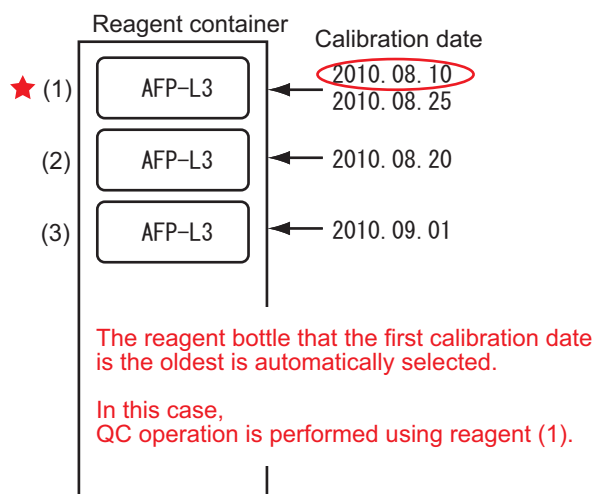 Reagent container
Calibration date
(1) AFP-L3 2010.08.10
2010.08.25
(2) AFP-L3 2010.08.20
(3) AFP-L3 2010.09.01
The reagent bottle that the first calibration date
is the oldest is automatically selected.
In this case,
QC operation is performed using reagent (1).